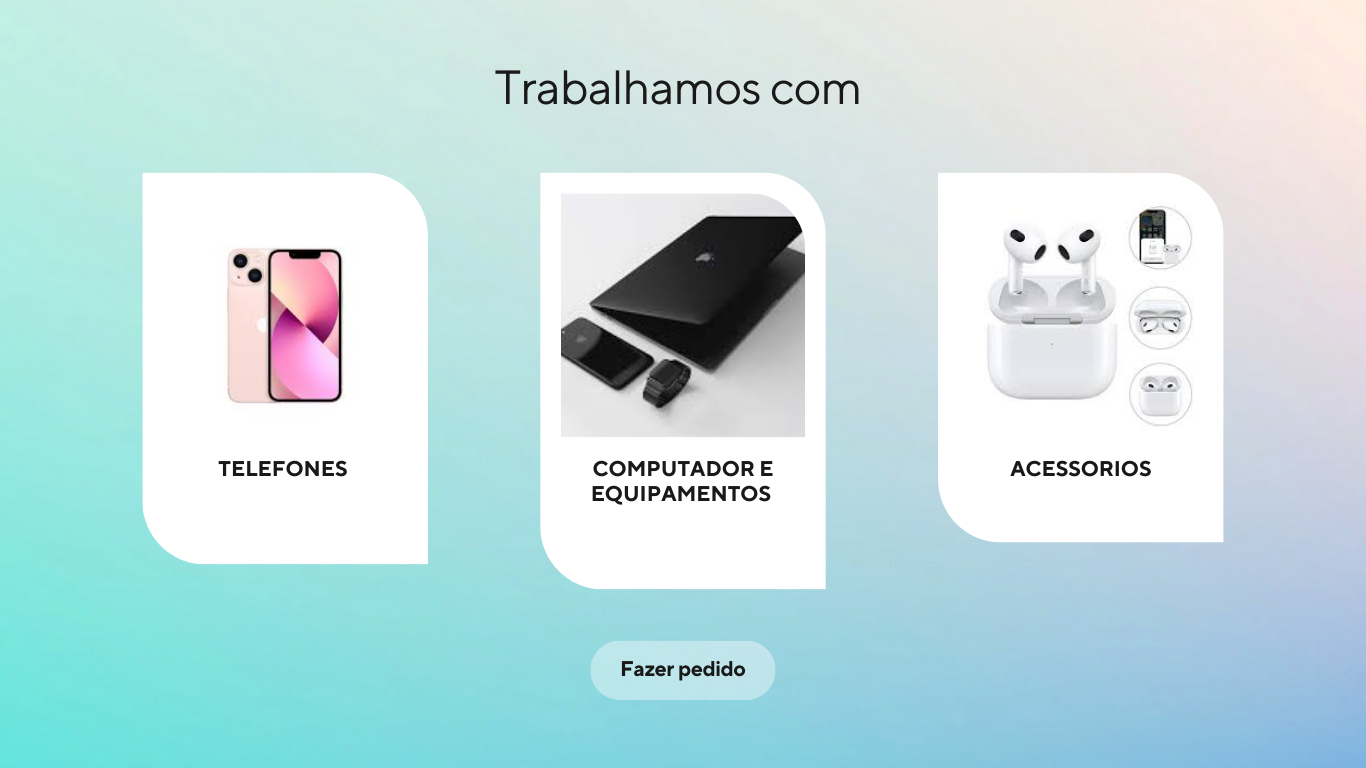 Trabalhamos com
TELEFONES
COMPUTADOR E
EQUIPAMENTOS
ACESSORIOS
Fazer pedido